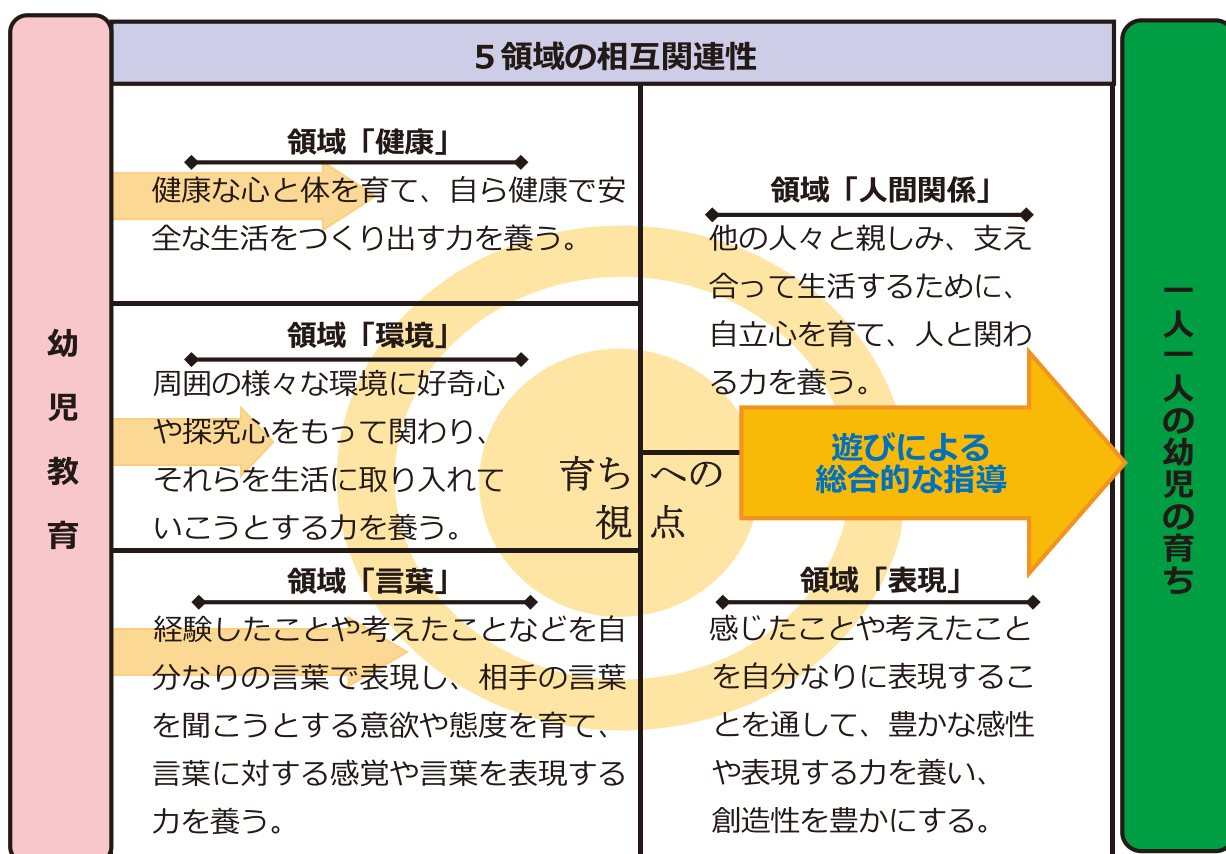 5領域の相互関連性
幼児教育
領域「健康」
健康な心と体を育て、自ら健康で安
全な生活をつくり出す力を養う。
領域「環境」
周囲の様々な環境に好奇心
や探究心をもって関わり、
それらを生活に取り入れて
いこうとする力を養う。
領域「言葉」
経験したことや考えたことなどを自
分なりの言葉で表現し、相手の言葉
を聞こうとする意欲や態度を育て、
言葉に対する感覚や言葉を表現する
力を養う。
領域「人間関係」
他の人々と親しみ、支え
合って生活するために、
自立心を育て、人と関わ
る力を養う。
育ちへの
視点
遊びによる
総合的な指導
領域「表現」
感じたことや考えたこと
を自分なりに表現するこ
とを通して、豊かな感性
や表現する力を養い、
創造性を豊かにする。
一人一人の幼児の育ち